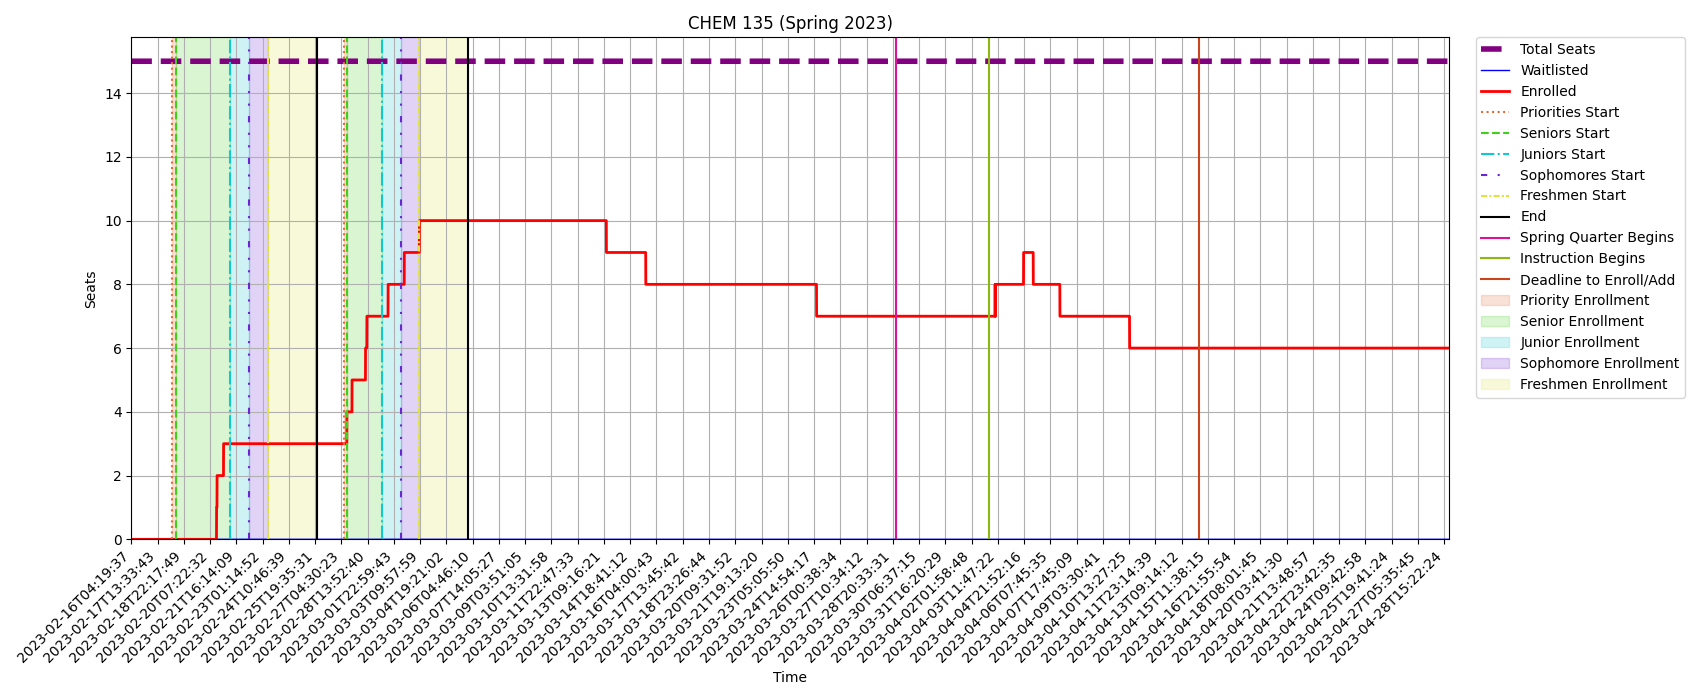 CHEM 135 (Spring 2023)
Seats
14
12
10
8
6
4
2
0
2023-02-16T04:19:37
2023-02-17T13:33:43
2023-02-18T22:17:49
2023-02-20T07:22:32
2023-02-21T16:14:09
2023-02-23T01:14:52
2023-02-24T10:46:39
2023-02-25T19:35:31
2023-02-27T04:30:23
2023-02-28T13:52:40
2023-03-01T22:59:43
2023-03-03T09:57:59
2023-03-04T19:21:02
2023-03-06T04:46:10
2023-03-07T14:05:27
2023-03-09T03:51:05
2023-03-10T13:31:58
2023-03-11T22:47:33
2023-03-13T09:16:21
2023-03-14T18:41:12
2023-03-16T04:00:43
2023-03-17T13:45:42
2023-03-18T23:26:44
2023-03-20T09:31:52
2023-03-21T19:13:20
2023-03-23T05:05:50
2023-03-24T14:54:17
2023-03-26T00:38:34
2023-03-27T10:34:12
2023-03-28T20:33:31
2023-03-30T06:37:15
2023-03-31T16:20:29
2023-04-02T01:58:48
2023-04-03T11:47:22
2023-04-04T21:52:16
2023-04-06T07:45:35
2023-04-07T17:45:09
2023-04-09T03:30:41
2023-04-10T13:27:25
2023-04-11T23:14:39
2023-04-13T09:14:12
2023-04-15T11:38:15
2023-04-16T21:55:54
2023-04-18T08:01:45
2023-04-20T03:41:30
2023-04-21T13:48:57
2023-04-22T23:42:35
2023-04-24T09:42:58
2023-04-25T19:41:24
2023-04-27T05:35:45
2023-04-28T15:22:24
Time
Total Seats
Waitlisted
Enrolled
Priorities Start
Seniors Start
Juniors Start
Sophomores Start
Freshmen Start
End
Spring Quarter Begins
Instruction Begins
Deadline to Enroll/Add
Priority Enrollment
Senior Enrollment
Junior Enrollment
Sophomore Enrollment
Freshmen Enrollment